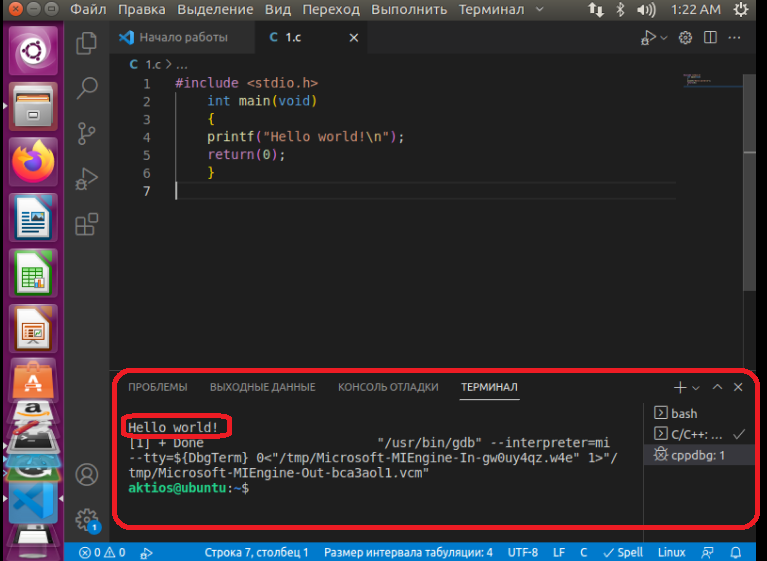 Файл Правка Выделение Вид Переход Выполнить Терминал 1:22 AM
Начало работы C 1.c
C 1.c > ...
1 #include <stdio.h>
2 int main(void)
3 {
4 printf("Hello world!\n");
5 return(0);
6 }
7
ПРОБЛЕМЫ ВЫХОДНЫЕ ДАННЫЕ КОНСОЛЬ ОТЛАДКИ ТЕРМИНАЛ
Hello world!
[1] + Done "/usr/bin/gdb" --interpreter=mi
--tty=${DbgTerm} 0<"/tmp/Microsoft-MIEngine-In-gw0uy4qz.w4e" 1>"/
tmp/Microsoft-MIEngine-Out-bca3aol1.vcm"
aktios@ubuntu:~$
bash
C/C++: ...
cppdbg: 1
1
0 0 Строка 7, столбец 1 Размер интервала табуляции: 4 UTF-8 LF C Spell Linux